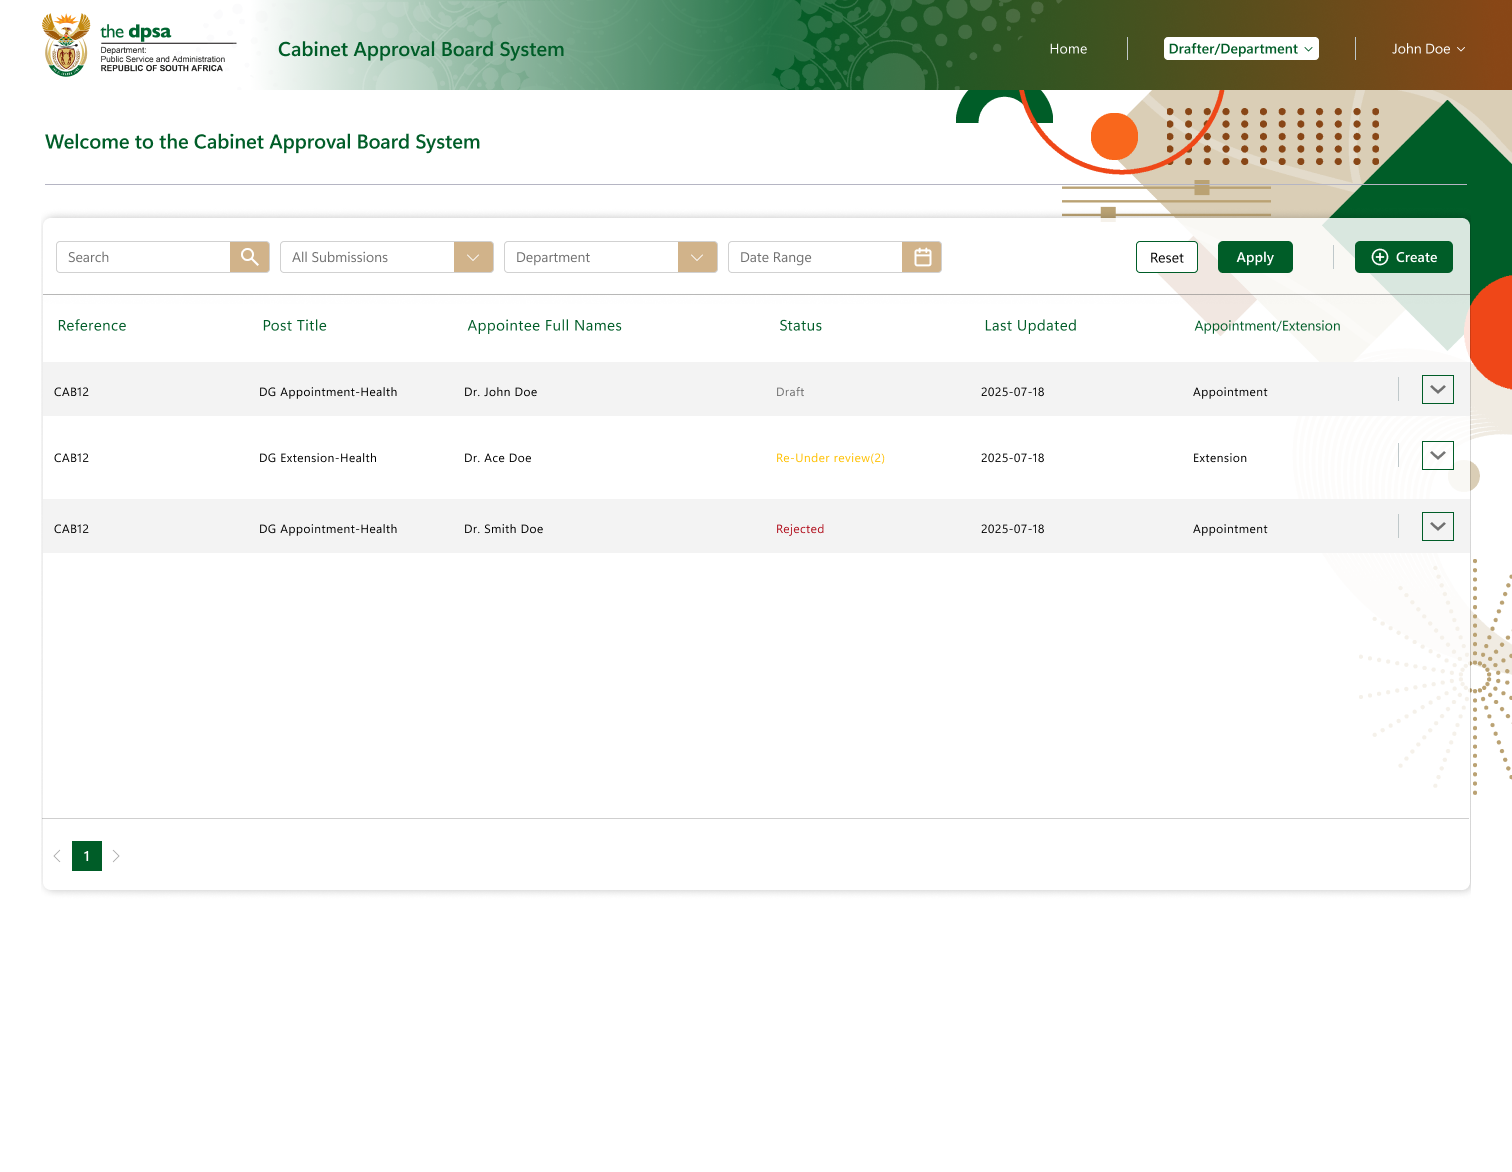 the dpsa
Department:
Public Service and Administration
REPUBLIC OF SOUTH AFRICA
Cabinet Approval Board System
Home
Drafter/Department
John Doe
Welcome to the Cabinet Approval Board System
Search
All Submissions
Department
Date Range
Reset
Apply
Create
Reference Post Title Appointee Full Names Status Last Updated Appointment/Extension
CAB12 DG Appointment-Health Dr. John Doe Draft 2025-07-18 Appointment
CAB12 DG Extension-Health Dr. Ace Doe Re-Under review(2) 2025-07-18 Extension
CAB12 DG Appointment-Health Dr. Smith Doe Rejected 2025-07-18 Appointment
1